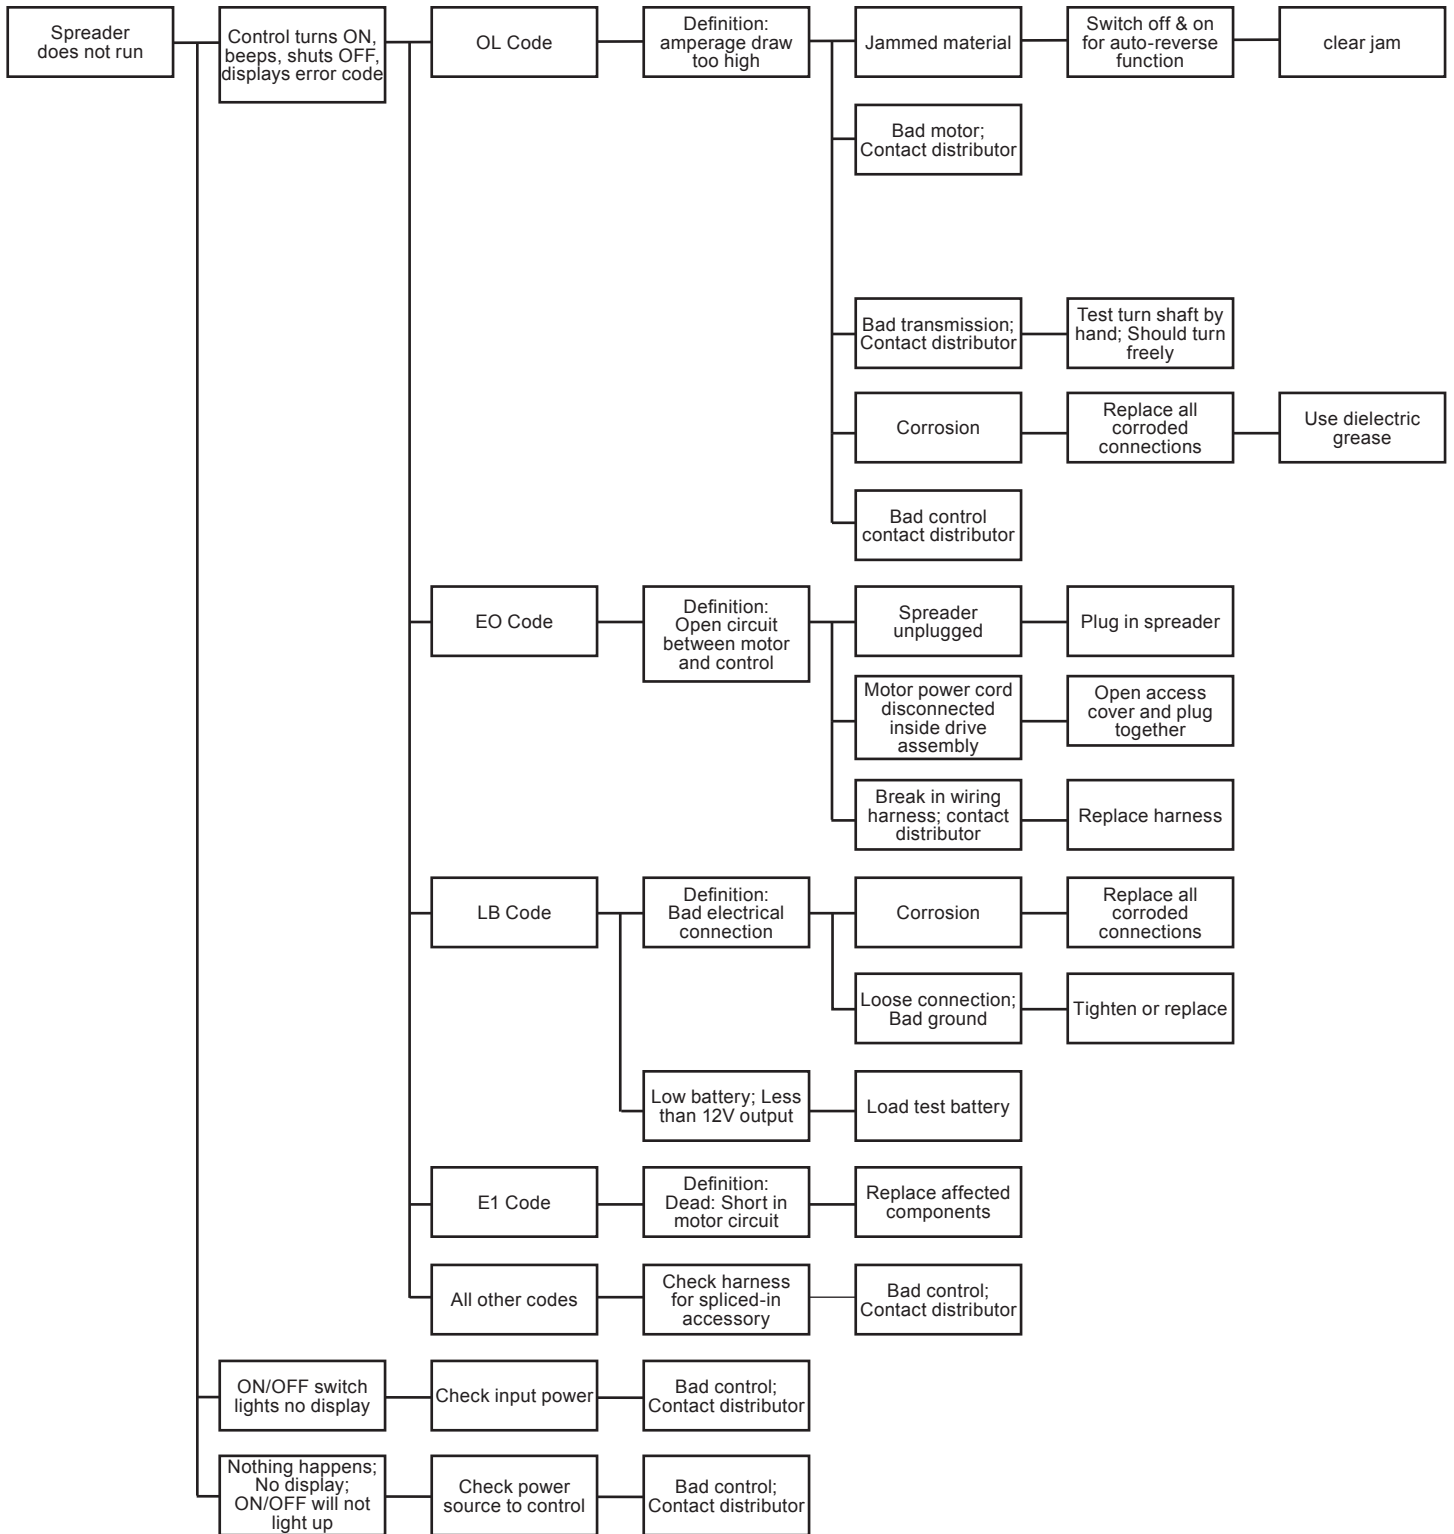 Spreader
does not run
Control turns ON,
beeps, shuts OFF,
displays error code
OL Code
Definition:
amperage draw
too high
Jammed material
Switch off & on
for auto-reverse
function
clear jam
Bad motor;
Contact distributor
Bad transmission;
Contact distributor
Test turn shaft by
hand; Should turn
freely
Corrosion
Replace all
corroded
connections
Use dielectric
grease
Bad control
contact distributor
EO Code
Definition:
Open circuit
between motor
and control
Spreader
unplugged
Plug in spreader
Motor power cord
disconnected
inside drive
assembly
Open access
cover and plug
together
Break in wiring
harness; contact
distributor
Replace harness
LB Code
Definition:
Bad electrical
connection
Corrosion
Replace all
corroded
connections
Loose connection;
Bad ground
Tighten or replace
Low battery; Less
than 12V output
Load test battery
E1 Code
Definition:
Dead: Short in
motor circuit
Replace affected
components
All other codes
Check harness
for spliced-in
accessory
Bad control;
Contact distributor
ON/OFF switch
lights no display
Check input power
Bad control;
Contact distributor
Nothing happens;
No display;
ON/OFF will not
light up
Check power
source to control
Bad control;
Contact distributor